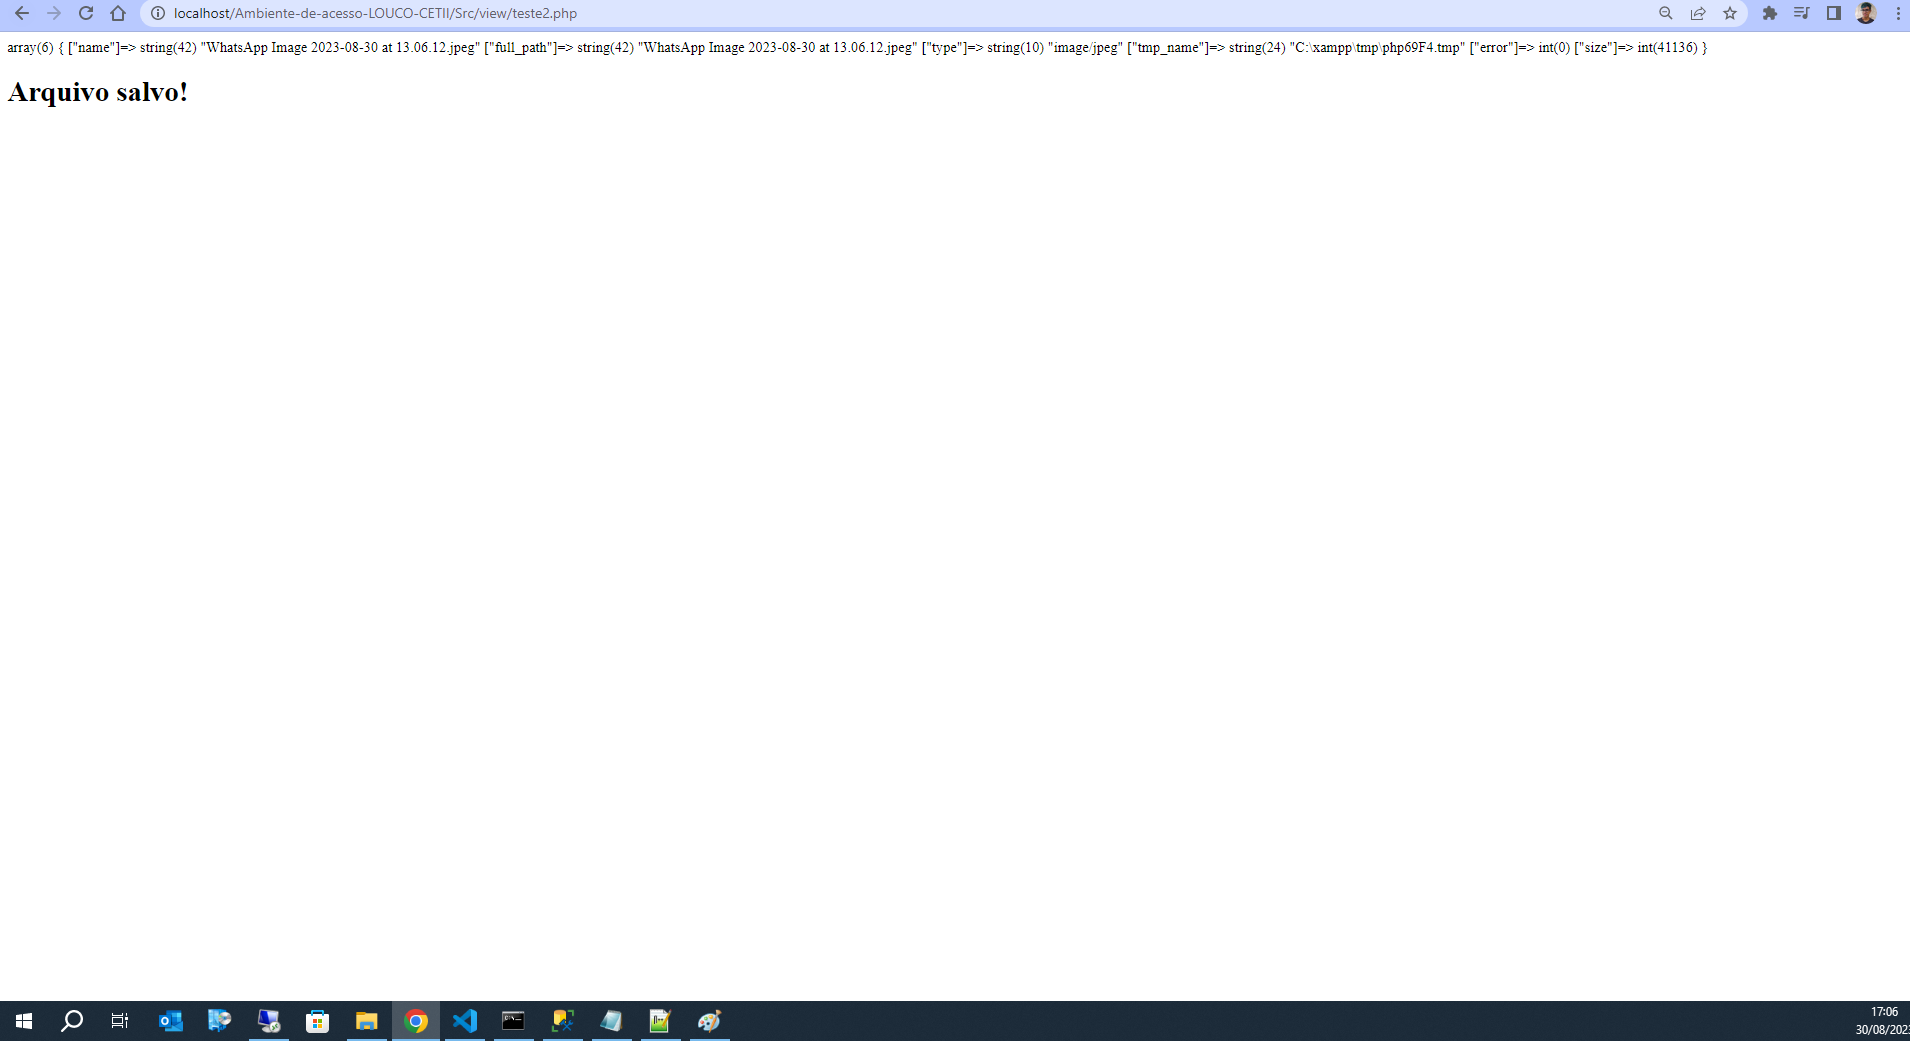 localhost/Ambiente-de-acesso-LOUCO-CETII/Src/view/teste2.php
array(6) { ["name"]=> string(42) "WhatsApp Image 2023-08-30 at 13.06.12.jpeg" ["full_path"]=> string(42) "WhatsApp Image 2023-08-30 at 13.06.12.jpeg" ["type"]=> string(10) "image/jpeg" ["tmp_name"]=> string(24) "C:\xampp\tmp\php69F4.tmp" ["error"]=> int(0) ["size"]=> int(41136) }
Arquivo salvo!
17:06
30/08/202